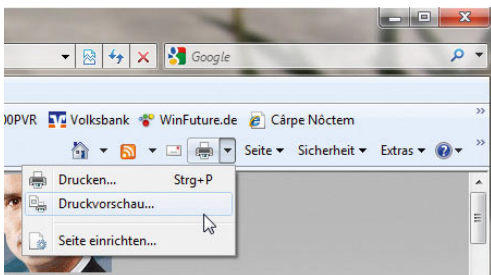 Google
00PVR Volksbank WinFuture.de Cârpe Nôctem
Seite Sicherheit Extras
Drucken... Strg+P
Druckvorschau...
Seite einrichten...